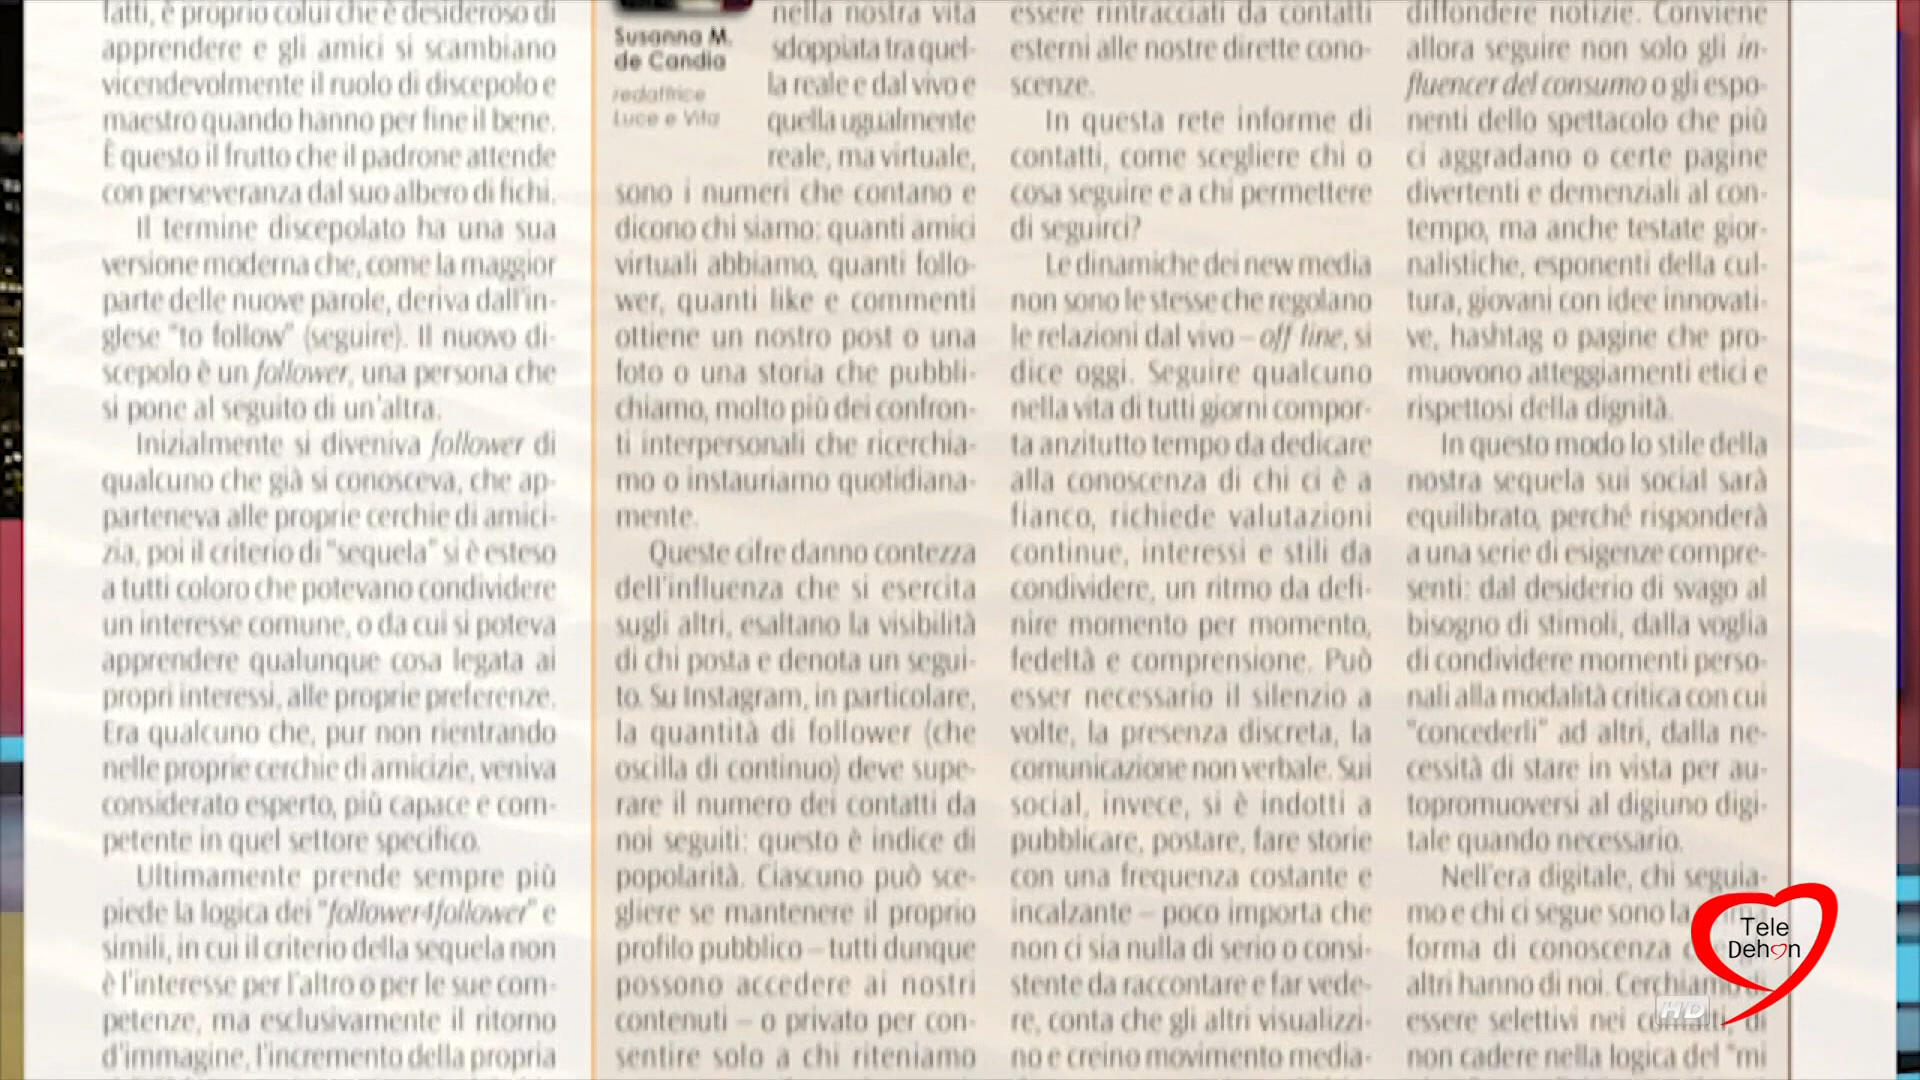 fatti, è proprio colui che è desideroso di
apprendere e gli amici si scambiano
vicendevolmente il ruolo di discepolo e
maestro quando hanno per fine il bene.
È questo il frutto che il padrone attende
con perseveranza dal suo albero di fichi.
Il termine discepolato ha una sua
versione moderna che, come la maggior
parte delle nuove parole, deriva dall'in-
glese "to follow" (seguire). Il nuovo di-
scepolo è un follower, una persona che
si pone al seguito di un'altra.
Inizialmente si diveniva follower di
qualcuno che già si conosceva, che ap-
parteneva alle proprie cerchie di amici-
zia, poi il criterio di "sequela" si è esteso
a tutti coloro che potevano condividere
un interesse comune, o da cui si poteva
apprendere qualunque cosa legata ai
propri interessi, alle proprie preferenze.
Era qualcuno che, pur non rientrando
nelle proprie cerchie di amicizie, veniva
considerato esperto, più capace e com-
petente in quel settore specifico.
Ultimamente prende sempre più
piede la logica dei "follower4follower" e
simili, in cui il criterio della sequela non
è l'interesse per l'altro o per le sue com-
petenze, ma esclusivamente il ritorno
d'immagine, l'incremento della propria
Susanna M.
de Candia
redattrice
Luce e Vita
nella nostra vita
sdoppiata tra quel-
la reale e dal vivo e
quella ugualmente
reale, ma virtuale,
sono i numeri che contano e
dicono chi siamo: quanti amici
virtuali abbiamo, quanti follo-
wer, quanti like e commenti
ottiene un nostro post o una
foto o una storia che pubbli-
chiamo, molto più dei confron-
ti interpersonali che ricerchia-
mo o instauriamo quotidiana-
mente.
Queste cifre danno contezza
dell'influenza che si esercita
sugli altri, esaltano la visibilità
di chi posta e denota un segui-
to. Su Instagram, in particolare,
la quantità di follower (che
oscilla di continuo) deve supe-
rare il numero dei contatti da
noi seguiti: questo è indice di
popolarità. Ciascuno può sce-
gliere se mantenere il proprio
profilo pubblico – tutti dunque
possono accedere ai nostri
contenuti – o privato per con-
sentire solo a chi riteniamo
essere rintracciati da contatti
esterni alle nostre dirette cono-
scenze.
In questa rete informe di
contatti, come scegliere chi o
cosa seguire e a chi permettere
di seguirci?
Le dinamiche dei new media
non sono le stesse che regolano
le relazioni dal vivo – off line, si
dice oggi. Seguire qualcuno
nella vita di tutti giorni compor-
ta anzitutto tempo da dedicare
alla conoscenza di chi ci è a
fianco, richiede valutazioni
continue, interessi e stili da
condividere, un ritmo da defi-
nire momento per momento,
fedeltà e comprensione. Può
esser necessario il silenzio a
volte, la presenza discreta, la
comunicazione non verbale. Sui
social, invece, si è indotti a
pubblicare, postare, fare storie
con una frequenza costante e
incalzante – poco importa che
non ci sia nulla di serio o consi-
stente da raccontare e far vede-
re, conta che gli altri visualizzi-
no e creino movimento media-
diffondere notizie. Conviene
allora seguire non solo gli in-
fluencer del consumo o gli espo-
nenti dello spettacolo che più
ci aggradano o certe pagine
divertenti e demenziali al con-
tempo, ma anche testate gior-
nalistiche, esponenti della cul-
tura, giovani con idee innovati-
ve, hashtag o pagine che pro-
muovono atteggiamenti etici e
rispettosi della dignità.
In questo modo lo stile della
nostra sequela sui social sarà
equilibrato, perché risponderà
a una serie di esigenze compre-
senti: dal desiderio di svago al
bisogno di stimoli, dalla voglia
di condividere momenti perso-
nali alla modalità critica con cui
"concederli" ad altri, dalla ne-
cessità di stare in vista per au-
topromuoversi al digiuno digi-
tale quando necessario.
Nell'era digitale, chi seguia-
mo e chi ci segue sono la
forma di conoscenza
altri hanno di noi. Cerchiamo
essere selettivi nei di
non cadere nella logica del "mi
Tele
Dehon
HD